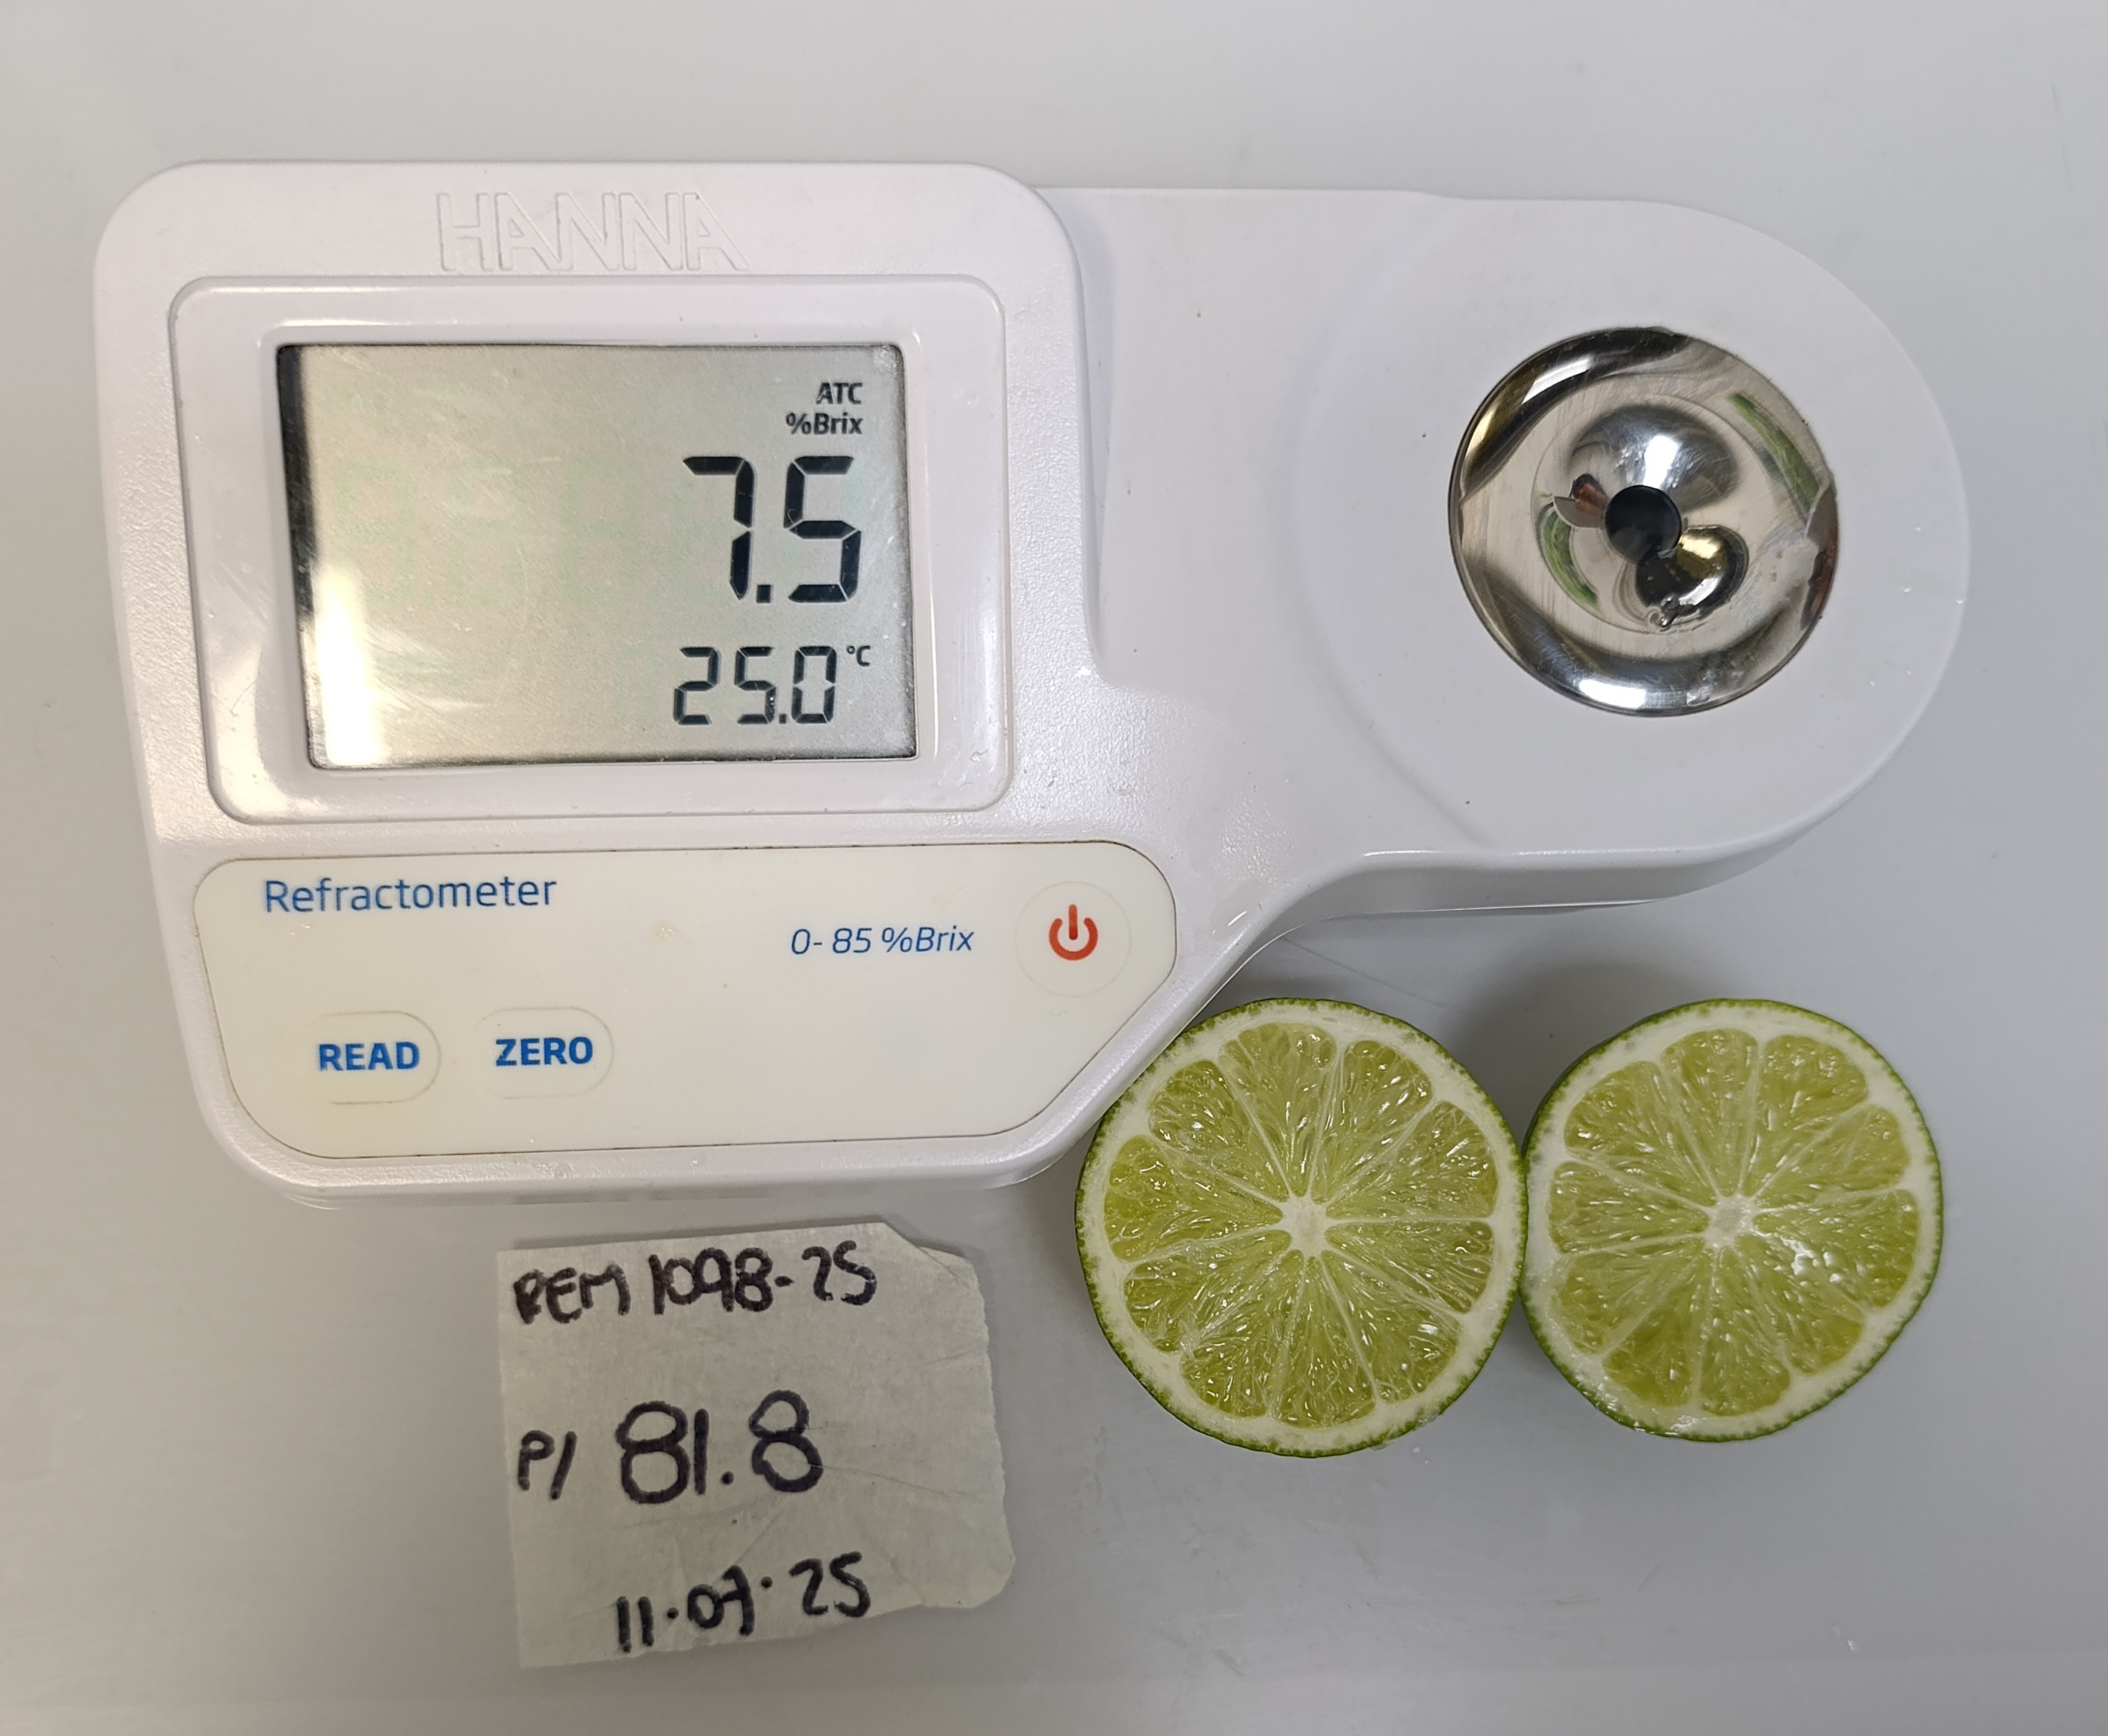 HANNA
ATC
%Brix
7.5
25.0 °C
Refractometer
0- 85 %Brix
READ ZERO
REM 1098-25
P/ 81.8
11.07.25